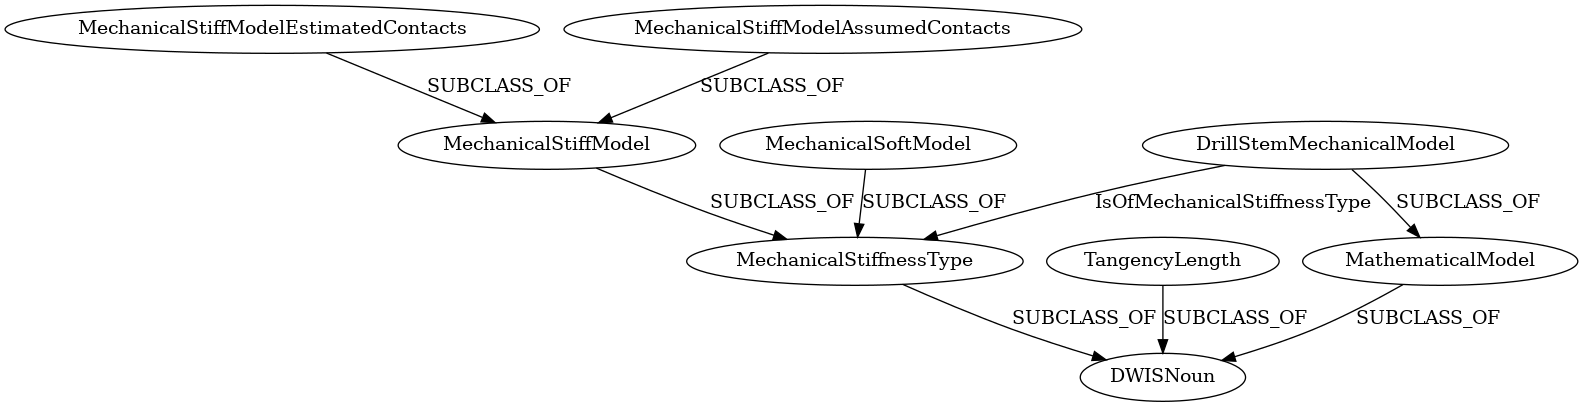 MechanicalStiffModelEstimatedContacts
MechanicalStiffModelAssumedContacts
SUBCLASS_OF
SUBCLASS_OF
MechanicalStiffModel
MechanicalSoftModel
DrillStemMechanicalModel
SUBCLASS_OF
SUBCLASS_OF
IsOfMechanicalStiffnessType
SUBCLASS_OF
MechanicalStiffnessType
TangencyLength
MathematicalModel
SUBCLASS_OF
SUBCLASS_OF
SUBCLASS_OF
DWISNoun